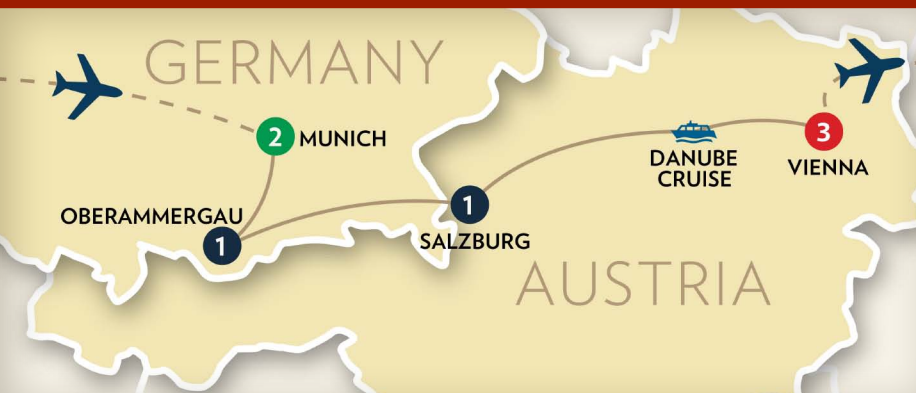 GERMANY
2 MUNICH
OBERAMMERGAU
1
1
SALZBURG
DANUBE
CRUISE
3
VIENNA
AUSTRIA